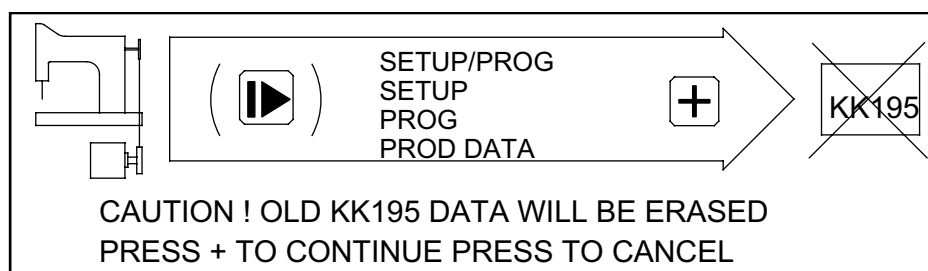 SETUP/PROG
SETUP
PROG
PROD DATA
+
KK195
CAUTION ! OLD KK195 DATA WILL BE ERASED
PRESS + TO CONTINUE PRESS TO CANCEL